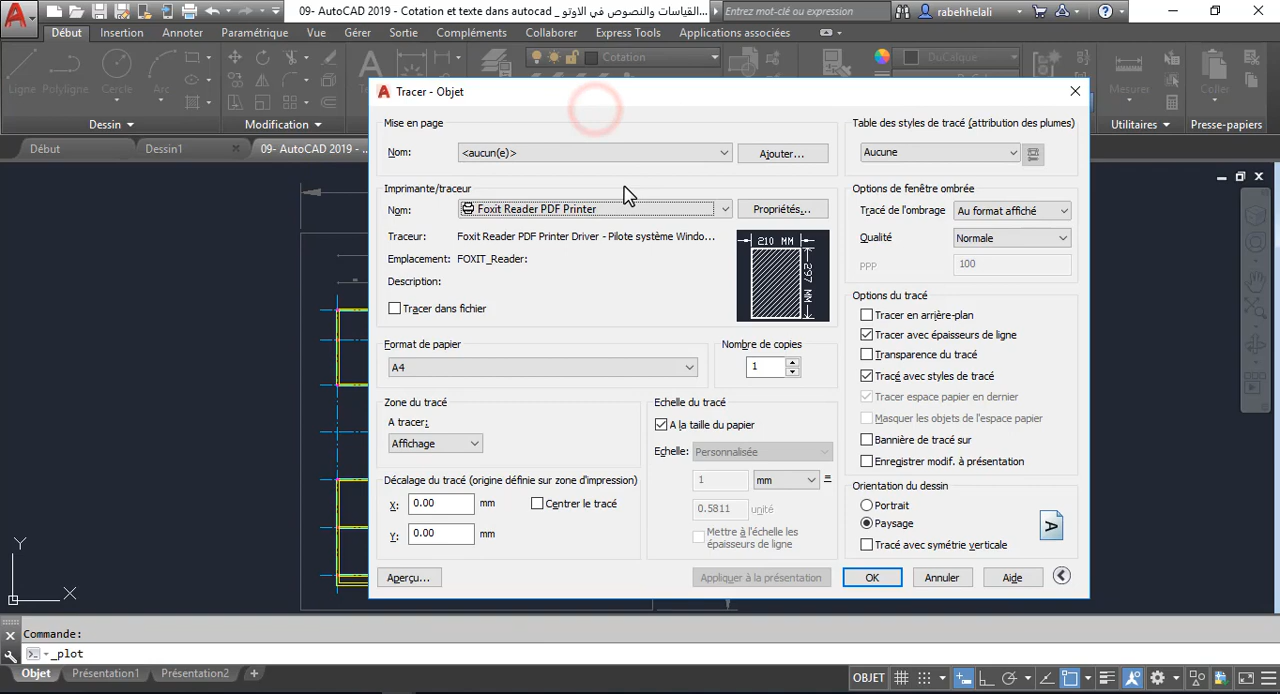 09- AutoCAD 2019 - Cotation et texte dans autocad _ القياسات والنصوص في الاوتو...
Entrez mot-clé ou expression
rabehhelali
Début Insertion Annoter Paramétrique Vue Gérer Sortie Compléments Collaborer Express Tools Applications associées
Ligne Polyligne Cercle Arc
Cotation
DuCalque
Mesurer
Coller
Dessin Modification
Utilitaires Presse-papiers
Début Dessin1 09- AutoCAD 2019 - ..
Tracer - Objet
Mise en page
Nom: <aucun(e)> Ajouter...
Imprimante/traceur
Nom: Foxit Reader PDF Printer Propriétés...
Traceur: Foxit Reader PDF Printer Driver - Pilote système Windo...
Emplacement: FOXIT_Reader:
Description:
Tracer dans fichier
210 MM
297 MM
Format de papier
A4
Nombre de copies
1
Zone du tracé
A tracer:
Affichage
Echelle du tracé
A la taille du papier
Echelle: Personnalisée
1 mm =
0.5811 unité
Mettre à l'échelle les
épaisseurs de ligne
Décalage du tracé (origine définie sur zone d'impression)
X: 0.00 mm Centrer le tracé
Y: 0.00 mm
Table des styles de tracé (attribution des plumes)
Aucune
Options de fenêtre ombrée
Tracé de l'ombrage Au format affiché
Qualité Normale
PPP 100
Options du tracé
Tracer en arrière-plan
Tracer avec épaisseurs de ligne
Transparence du tracé
Tracé avec styles de tracé
Tracer espace papier en dernier
Masquer les objets de l'espace papier
Bannière de tracé sur
Enregistrer modif. à présentation
Orientation du dessin
Portrait
Paysage
Tracé avec symétrie verticale
A
Aperçu... Appliquer à la présentation OK Annuler Aide
Y
X
Commande:
_plot
Objet Présentation1 Présentation2 +
OBJET